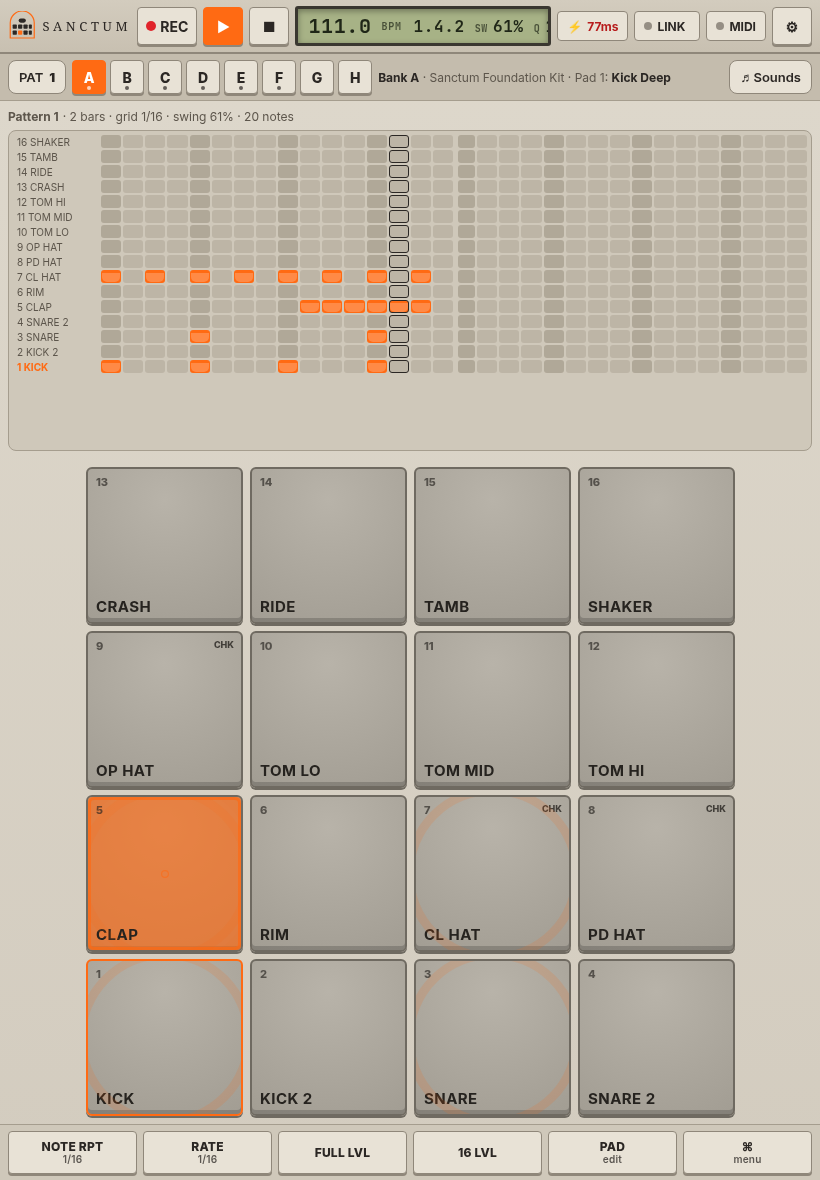 SANCTUM
REC
111.0 BPM 1.4.2 SW 61% Q
77ms
LINK
MIDI
PAT 1
A
B
C
D
E
F
G
H
Bank A · Sanctum Foundation Kit · Pad 1: Kick Deep
Sounds
Pattern 1 · 2 bars · grid 1/16 · swing 61% · 20 notes
16 SHAKER
15 TAMB
14 RIDE
13 CRASH
12 TOM HI
11 TOM MID
10 TOM LO
9 OP HAT
8 PD HAT
7 CL HAT
6 RIM
5 CLAP
4 SNARE 2
3 SNARE
2 KICK 2
1 KICK
13
CRASH
14
RIDE
15
TAMB
16
SHAKER
9 CHK
OP HAT
10
TOM LO
11
TOM MID
12
TOM HI
5
CLAP
6
RIM
7 CHK
CL HAT
8 CHK
PD HAT
1
KICK
2
KICK 2
3
SNARE
4
SNARE 2
NOTE RPT
1/16
RATE
1/16
FULL LVL
16 LVL
PAD
edit
⌘
menu